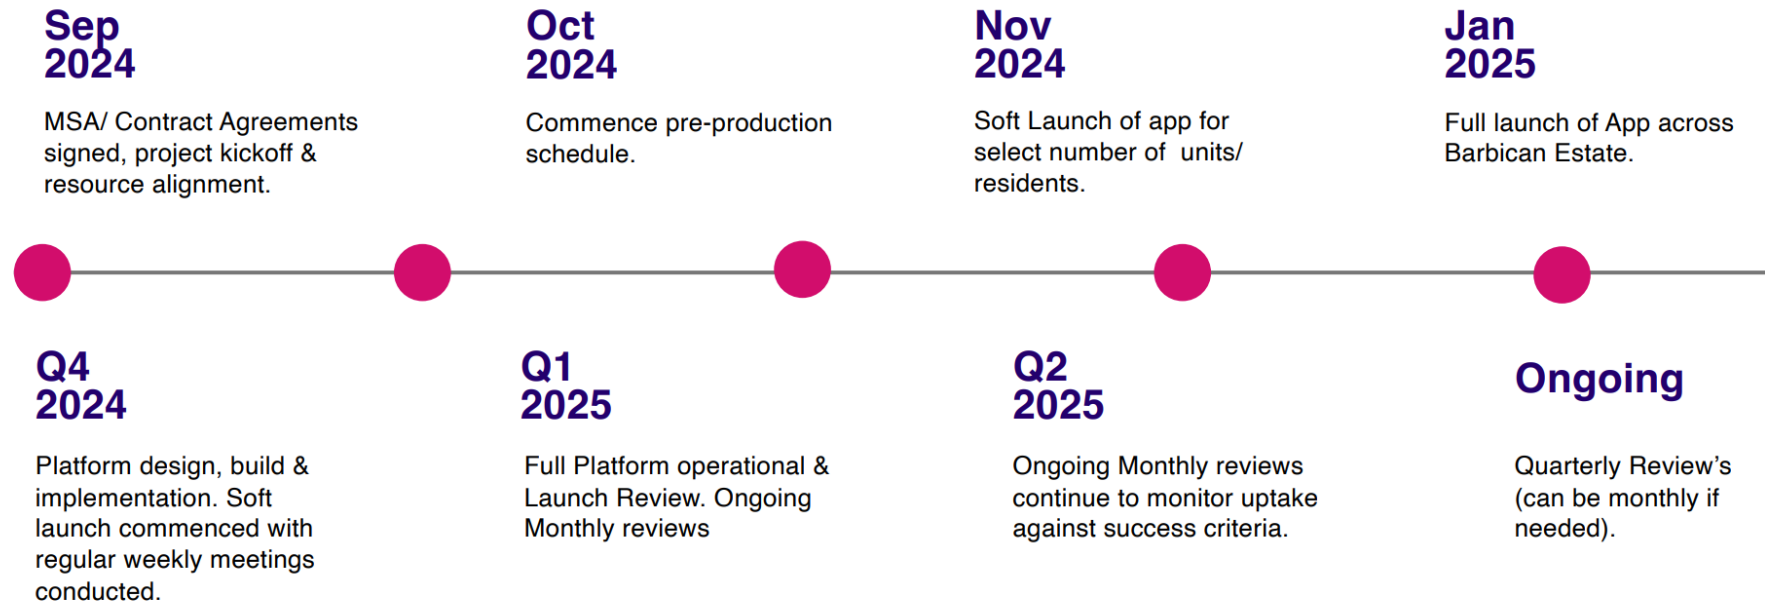 Sep
2024
MSA/ Contract Agreements
signed, project kickoff &
resource alignment.
Oct
2024
Commence pre-production
schedule.
Nov
2024
Soft Launch of app for
select number of  units/
residents.
Jan
2025
Full launch of App across
Barbican Estate.
Q4
2024
Platform design, build &
implementation. Soft
launch commenced with
regular weekly meetings
conducted.
Q1
2025
Full Platform operational &
Launch Review. Ongoing
Monthly reviews
Q2
2025
Ongoing Monthly reviews
continue to monitor uptake
against success criteria.
Ongoing
Quarterly Review’s
(can be monthly if
needed).